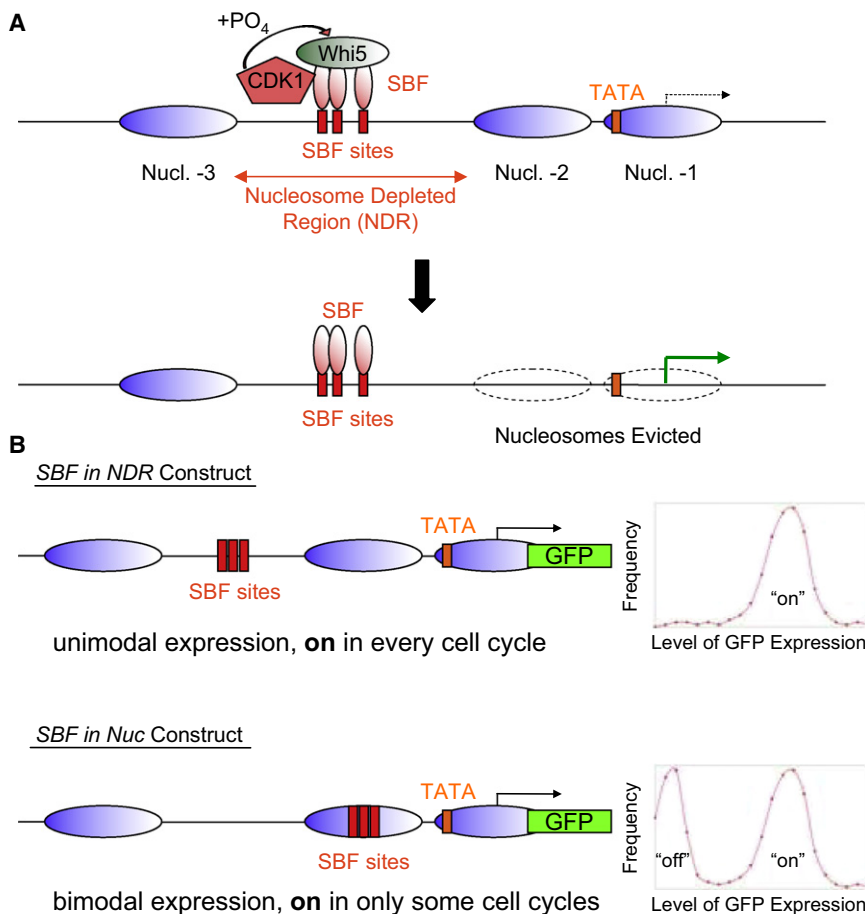 A
+PO4
Whi5
CDK1
SBF
TATA
SBF sites
Nucl. -3
Nucl. -2
Nucl. -1
Nucleosome Depleted
Region (NDR)
SBF
SBF sites
Nucleosomes Evicted
B
SBF in NDR Construct
TATA
GFP
SBF sites
unimodal expression, on in every cell cycle
Frequency
“on”
Level of GFP Expression
SBF in Nuc Construct
TATA
GFP
SBF sites
bimodal expression, on in only some cell cycles
Frequency
“off”
“on”
Level of GFP Expression